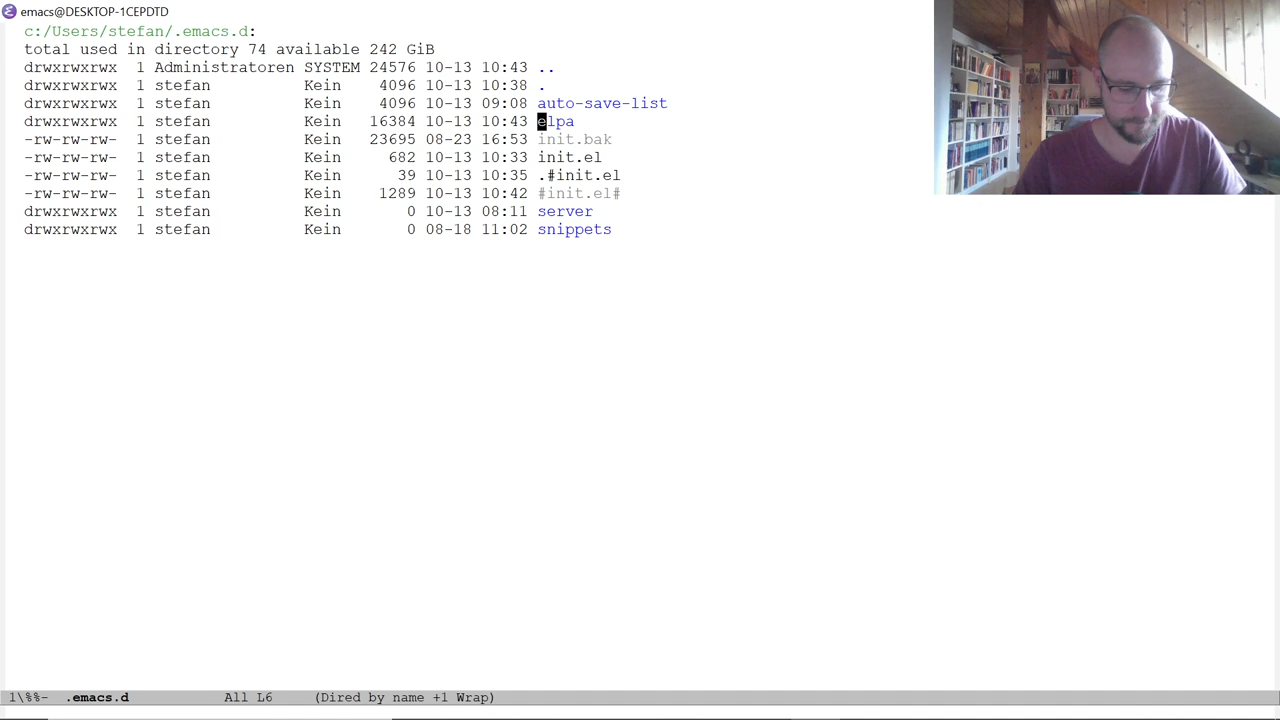 emacs@DESKTOP-1CEPDTD
c:/Users/stefan/.emacs.d:
total used in directory 74 available 242 GiB
drwxrwxrwx 1 Administratoren SYSTEM 24576 10-13 10:43 ..
drwxrwxrwx 1 stefan Kein 4096 10-13 10:38 .
drwxrwxrwx 1 stefan Kein 4096 10-13 09:08 auto-save-list
drwxrwxrwx 1 stefan Kein 16384 10-13 10:43 elpa
-rw-rw-rw- 1 stefan Kein 23695 08-23 16:53 init.bak
-rw-rw-rw- 1 stefan Kein 682 10-13 10:33 init.el
-rw-rw-rw- 1 stefan Kein 39 10-13 10:35 .#init.el
-rw-rw-rw- 1 stefan Kein 1289 10-13 10:42 #init.el#
drwxrwxrwx 1 stefan Kein 0 10-13 08:11 server
drwxrwxrwx 1 stefan Kein 0 08-18 11:02 snippets
1\%%- .emacs.d All L6 (Dired by name +1 Wrap)